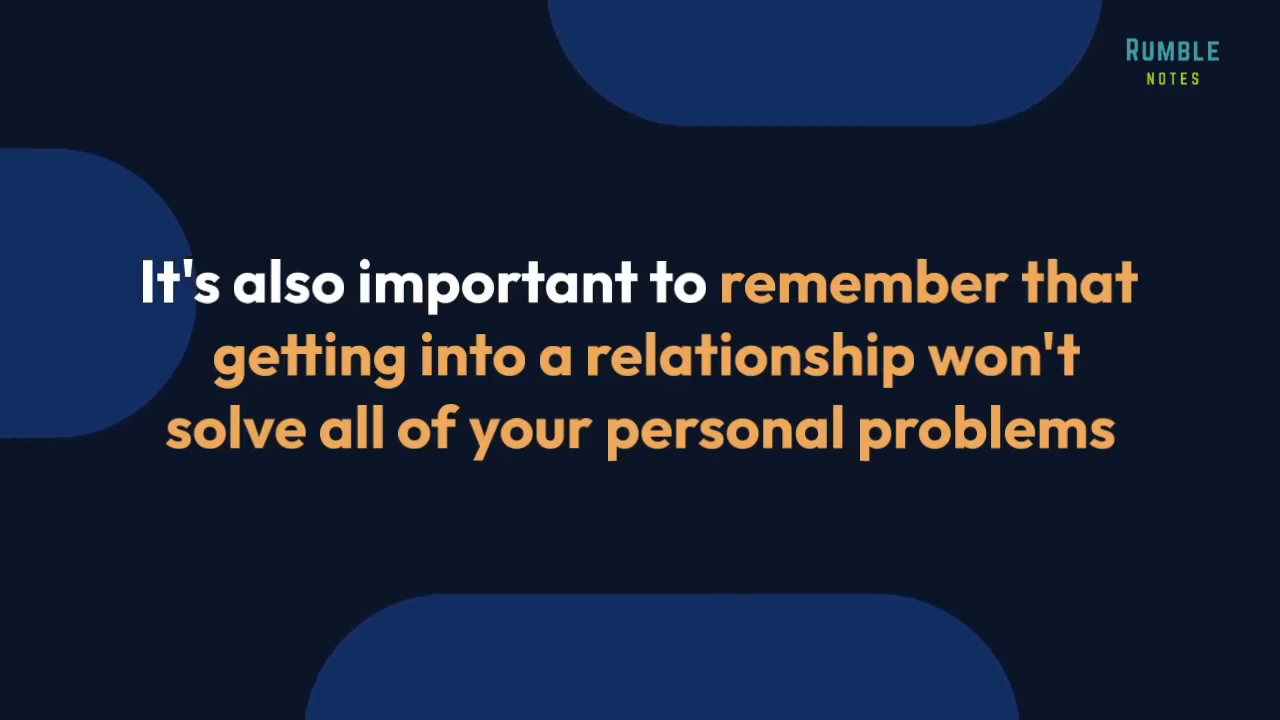 RUMBLE
NOTES
It's also important to remember that
getting into a relationship won't
solve all of your personal problems